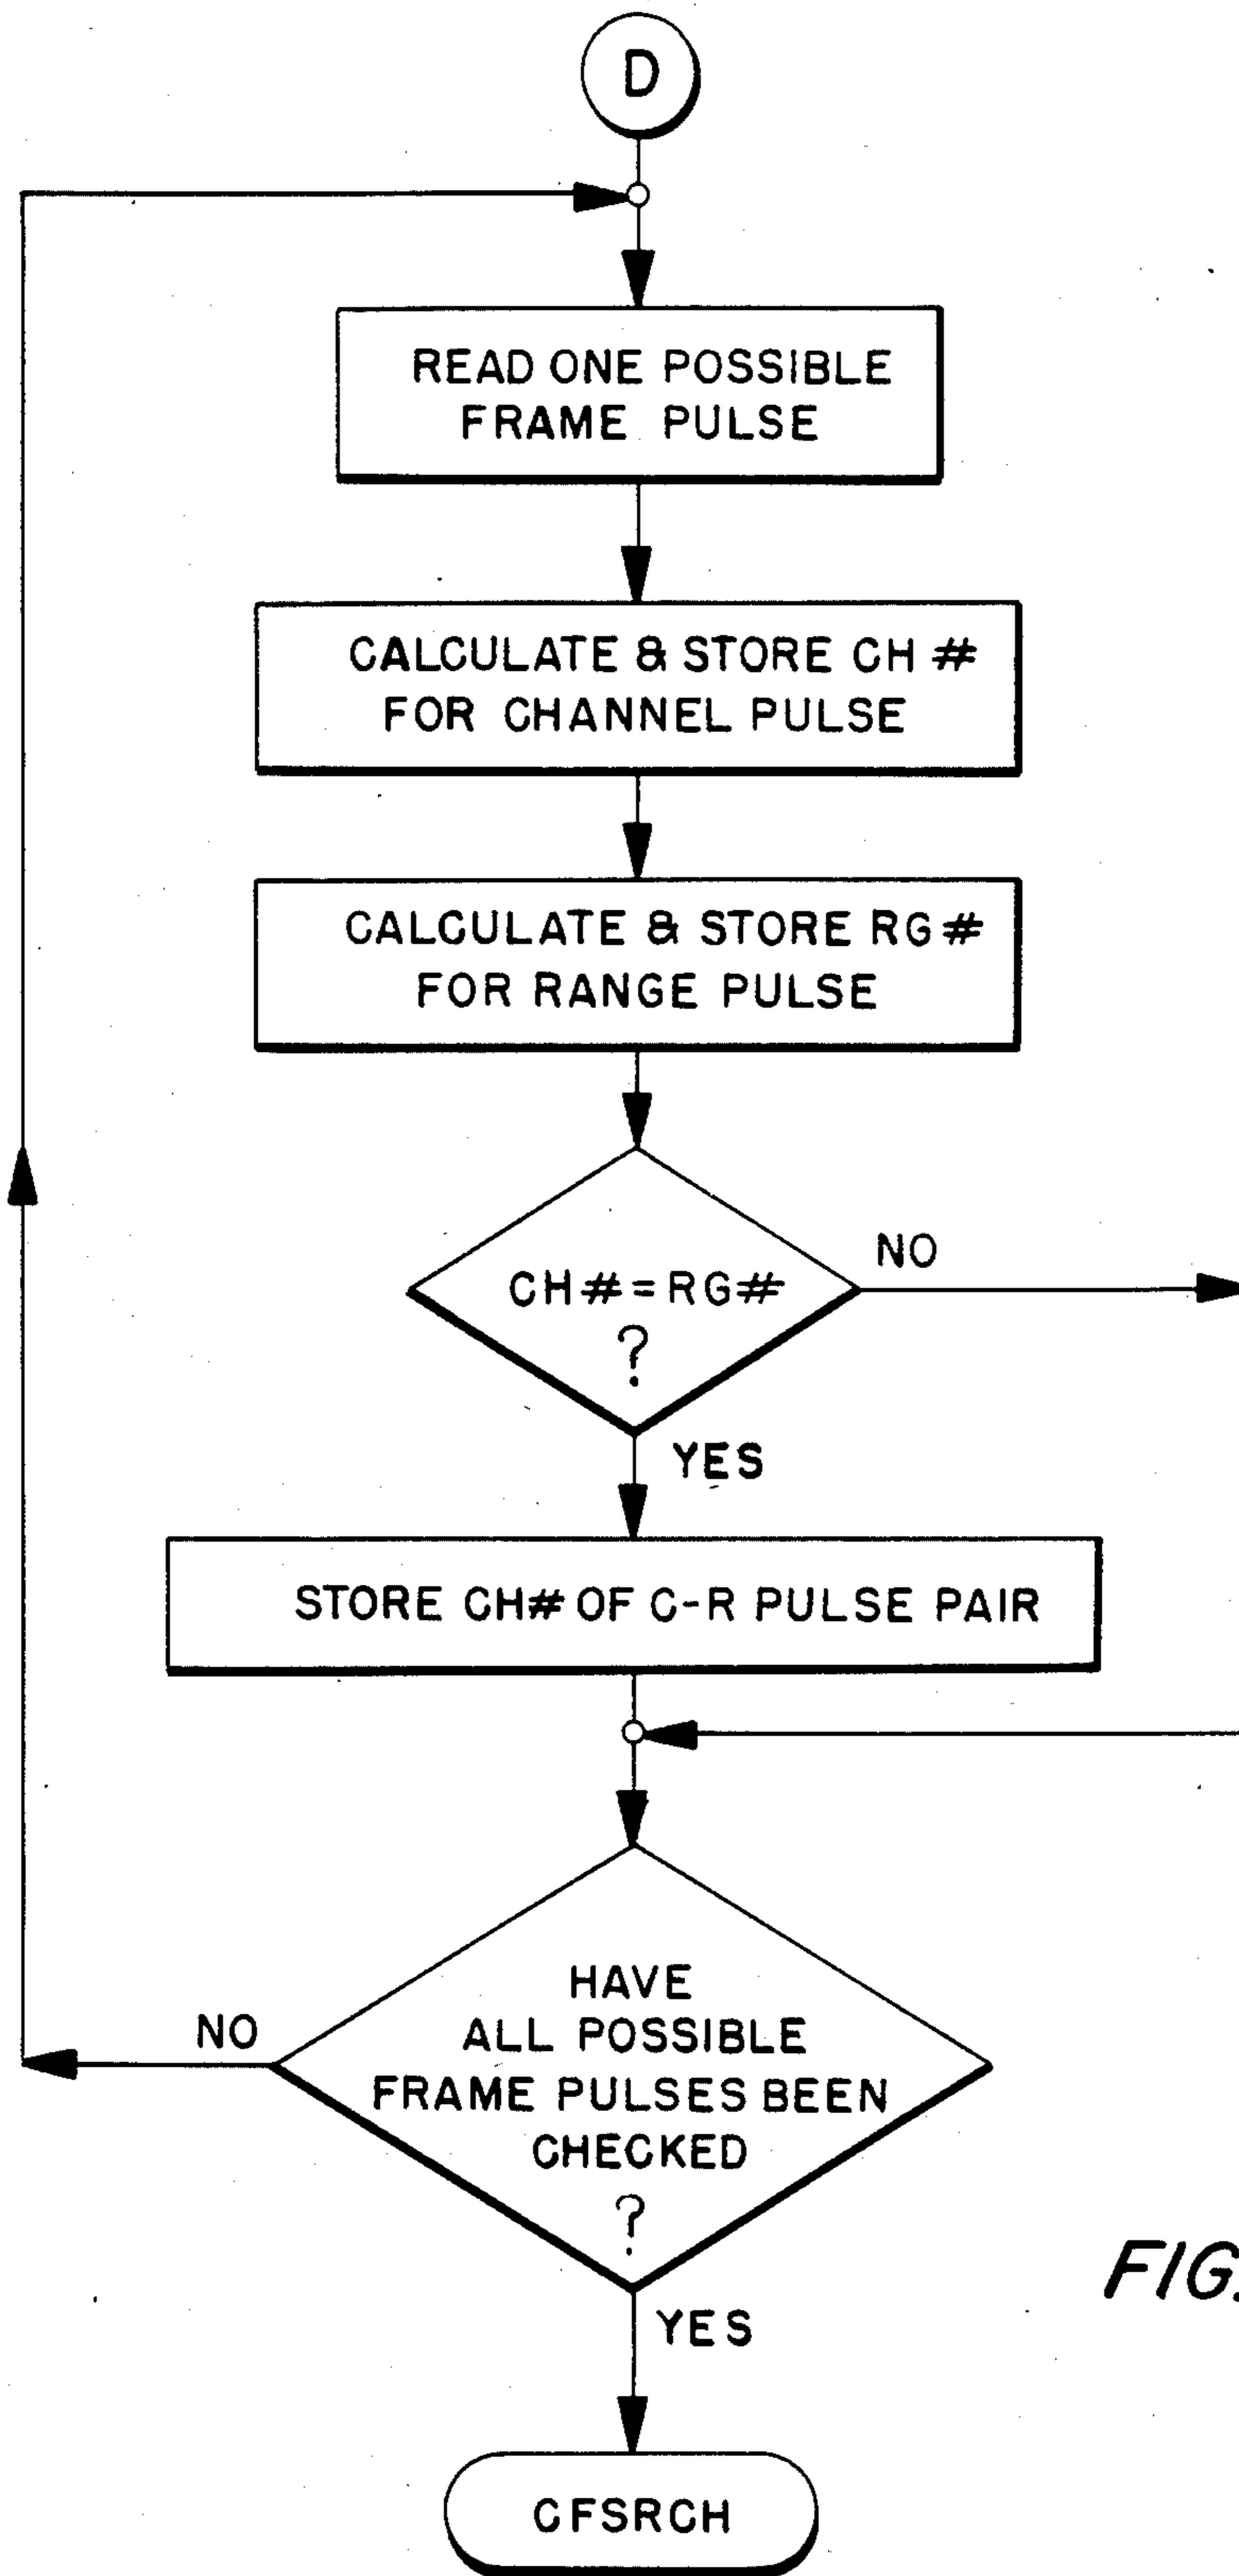 D
READ ONE POSSIBLE
FRAME PULSE
CALCULATE & STORE CH #
FOR CHANNEL PULSE
CALCULATE & STORE RG #
FOR RANGE PULSE
CH# = RG#
?
NO
YES
STORE CH# OF C-R PULSE PAIR
HAVE
ALL POSSIBLE
FRAME PULSES BEEN
CHECKED
?
NO
YES
FIG.
CFSRCH